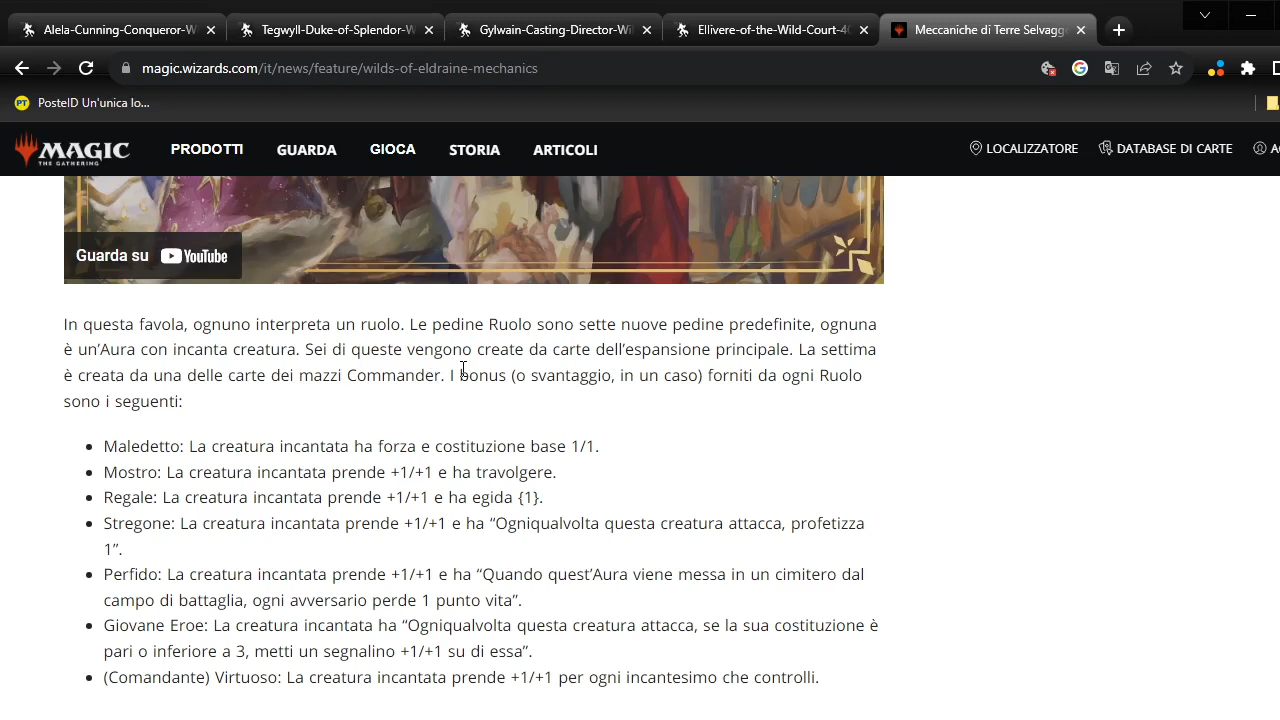 Alela-Cunning-Conqueror-W
Tegwyll-Duke-of-Splendor-W
Gylwain-Casting-Director-Wil
Ellivere-of-the-Wild-Court-40
Meccaniche di Terre Selvagge
magic.wizards.com/it/news/feature/wilds-of-eldraine-mechanics
PT PosteID Un'unica lo...
MAGIC THE GATHERING
PRODOTTI GUARDA GIOCA STORIA ARTICOLI LOCALIZZATORE DATABASE DI CARTE
Guarda su YouTube
In questa favola, ognuno interpreta un ruolo. Le pedine Ruolo sono sette nuove pedine predefinite, ognuna
è un’Aura con incanta creatura. Sei di queste vengono create da carte dell’espansione principale. La settima
è creata da una delle carte dei mazzi Commander. I bonus (o svantaggio, in un caso) forniti da ogni Ruolo
sono i seguenti:
• Maledetto: La creatura incantata ha forza e costituzione base 1/1.
• Mostro: La creatura incantata prende +1/+1 e ha travolgere.
• Regale: La creatura incantata prende +1/+1 e ha egida {1}.
• Stregone: La creatura incantata prende +1/+1 e ha “Ogniqualvolta questa creatura attacca, profetizza
1”.
• Perfido: La creatura incantata prende +1/+1 e ha “Quando quest’Aura viene messa in un cimitero dal
campo di battaglia, ogni avversario perde 1 punto vita”.
• Giovane Eroe: La creatura incantata ha “Ogniqualvolta questa creatura attacca, se la sua costituzione è
pari o inferiore a 3, metti un segnalino +1/+1 su di essa”.
• (Comandante) Virtuoso: La creatura incantata prende +1/+1 per ogni incantesimo che controlli.